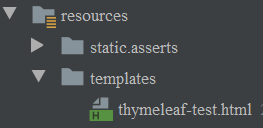 resources
static.asserts
templates
thymeleaf-test.html